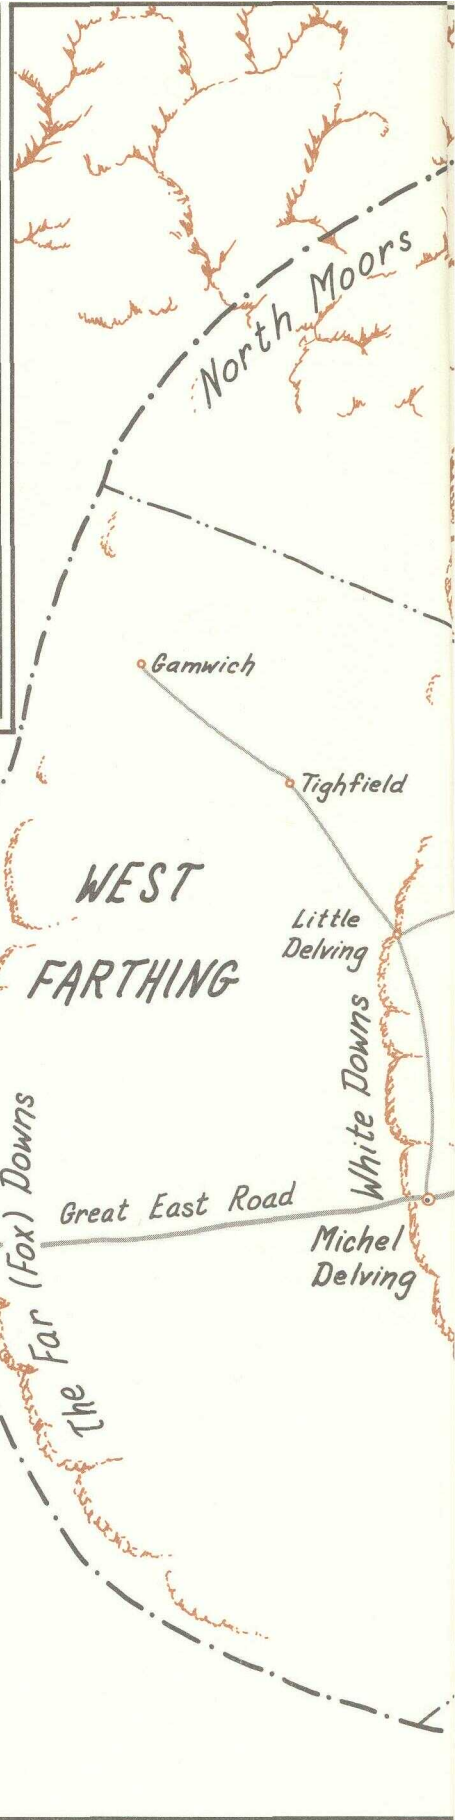 North Moors
Gamwich
Tighfield
WEST
FARTHING
Little
Delving
White Downs
The Far (Fox) Downs
Great East Road
Michel
Delving